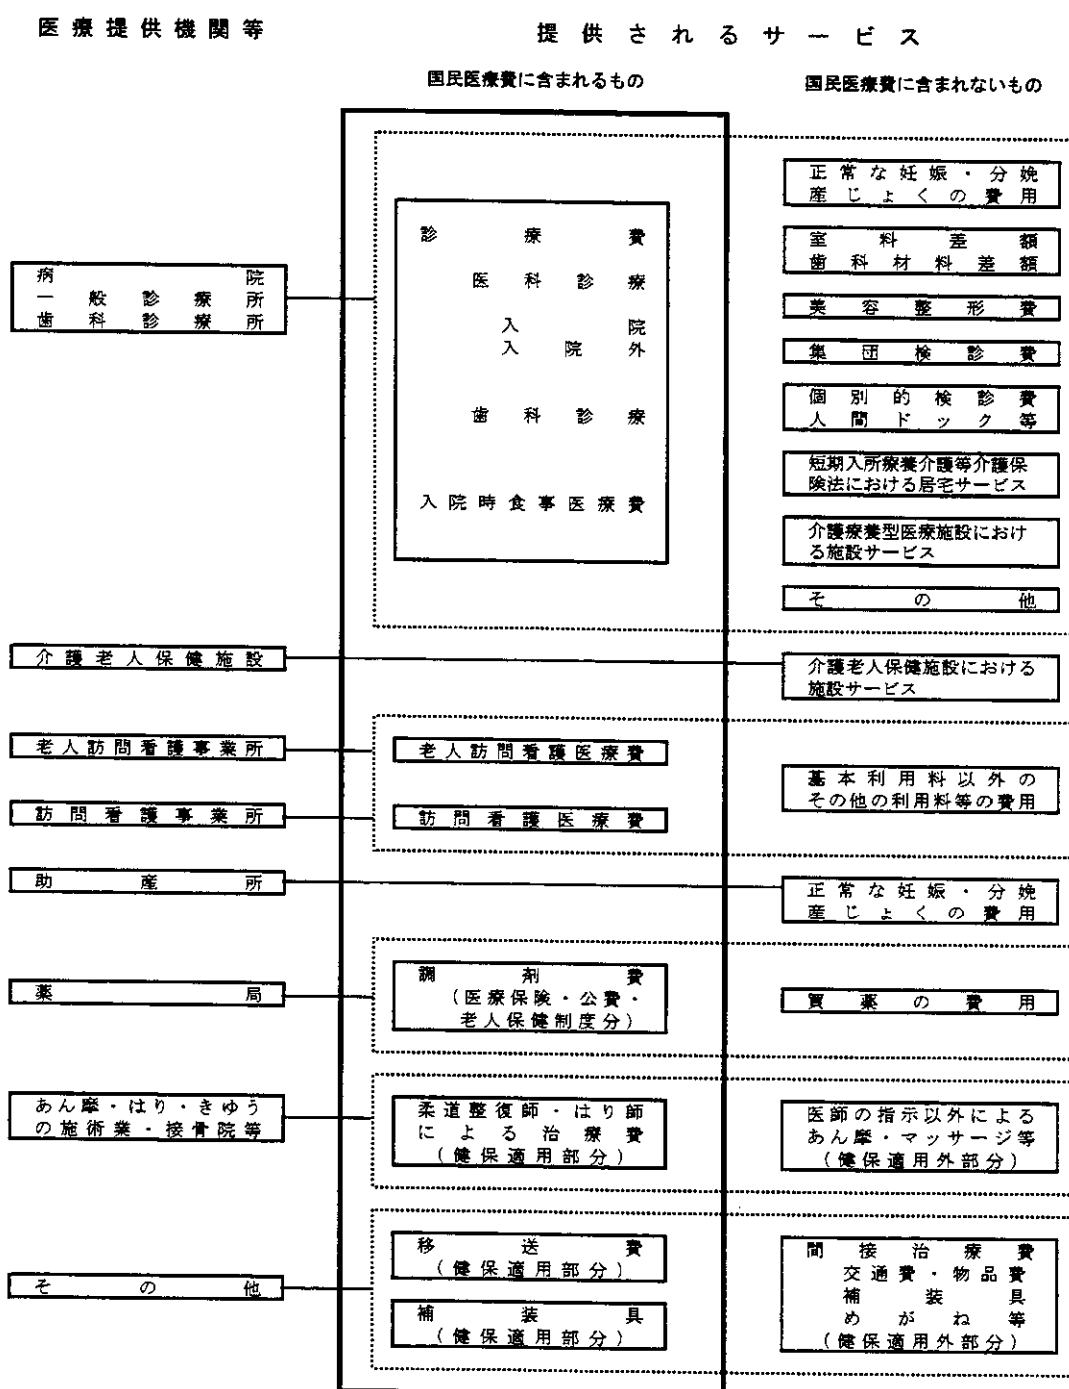 医療提供機関等
提供されるサービス
国民医療費に含まれるもの
国民医療費に含まれないもの
病院
一般診療所
歯科診療所
診療費
医科診療
入院
入院外
歯科診療
入院時食事医療費
正常な妊娠・分娩
産じょくの費用
室料差額
歯科材料差額
美容整形費
集団検診費
個別的検診費
人間ドック等
短期入所療養介護等介護保
険法における居宅サービス
介護療養型医療施設におけ
る施設サービス
その他
介護老人保健施設
介護老人保健施設における
施設サービス
老人訪問看護事業所
老人訪問看護医療費
訪問看護事業所
訪問看護医療費
基本利用料以外の
その他の利用料等の費用
助産所
正常な妊娠・分娩
産じょくの費用
薬局
調剤費
(医療保険・公費・
老人保健制度分)
買薬の費用
あん摩・はり・きゆう
の施術業・接骨院等
柔道整復師・はり師
による治療費
(健保適用部分)
医師の指示以外による
あん摩・マッサージ等
(健保適用外部分)
その他
移送費
(健保適用部分)
補装具
(健保適用部分)
間接治療費
交通費・物品費
補装具
めがね等
(健保適用外部分)